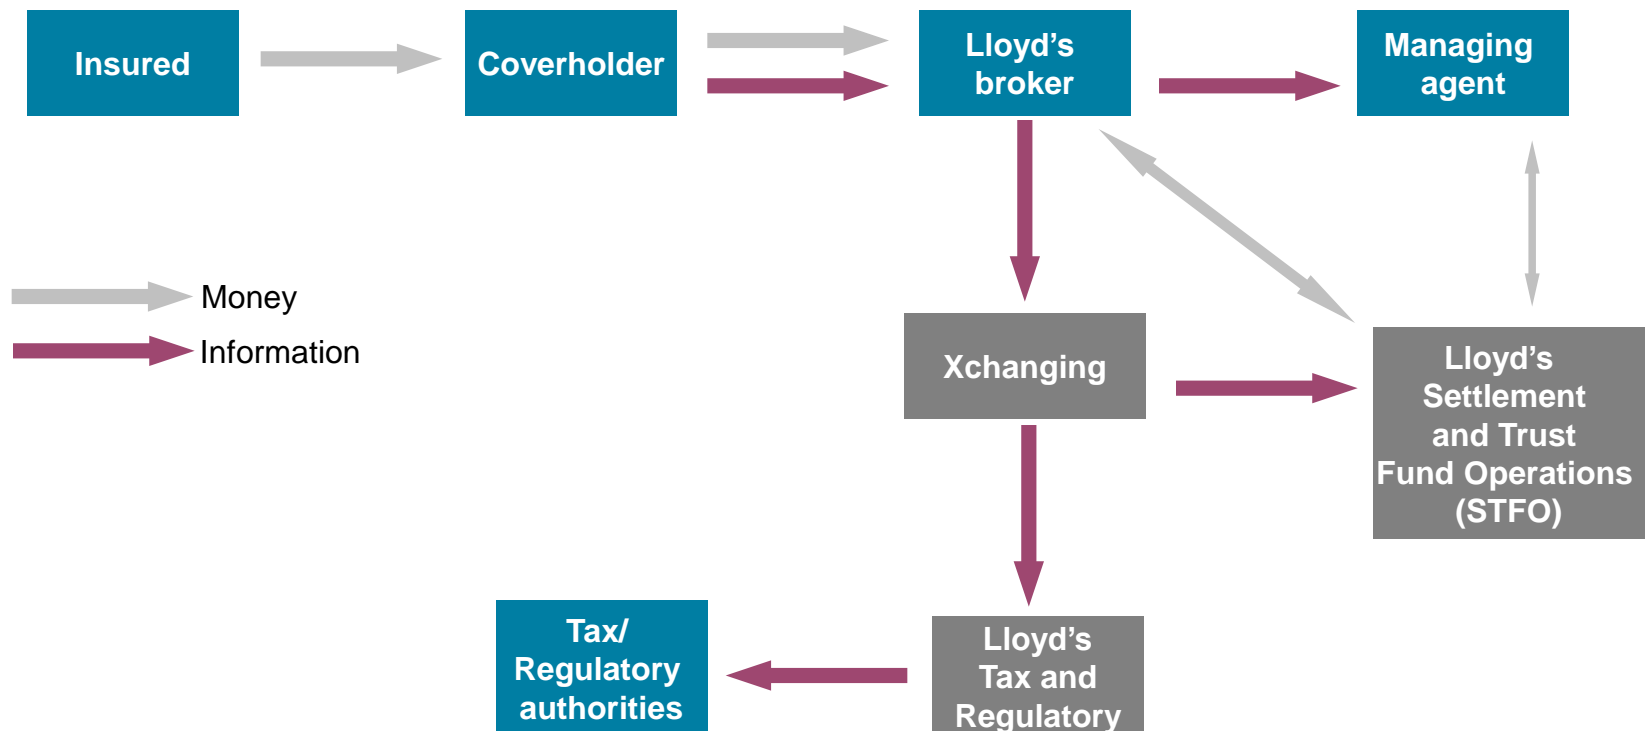 Insured
Coverholder
Lloyd’s
broker
Managing
agent
Money
Information
Xchanging
Lloyd’s
Settlement
and Trust
Fund Operations
(STFO)
Tax/
Regulatory
authorities
Lloyd’s
Tax and
Regulatory